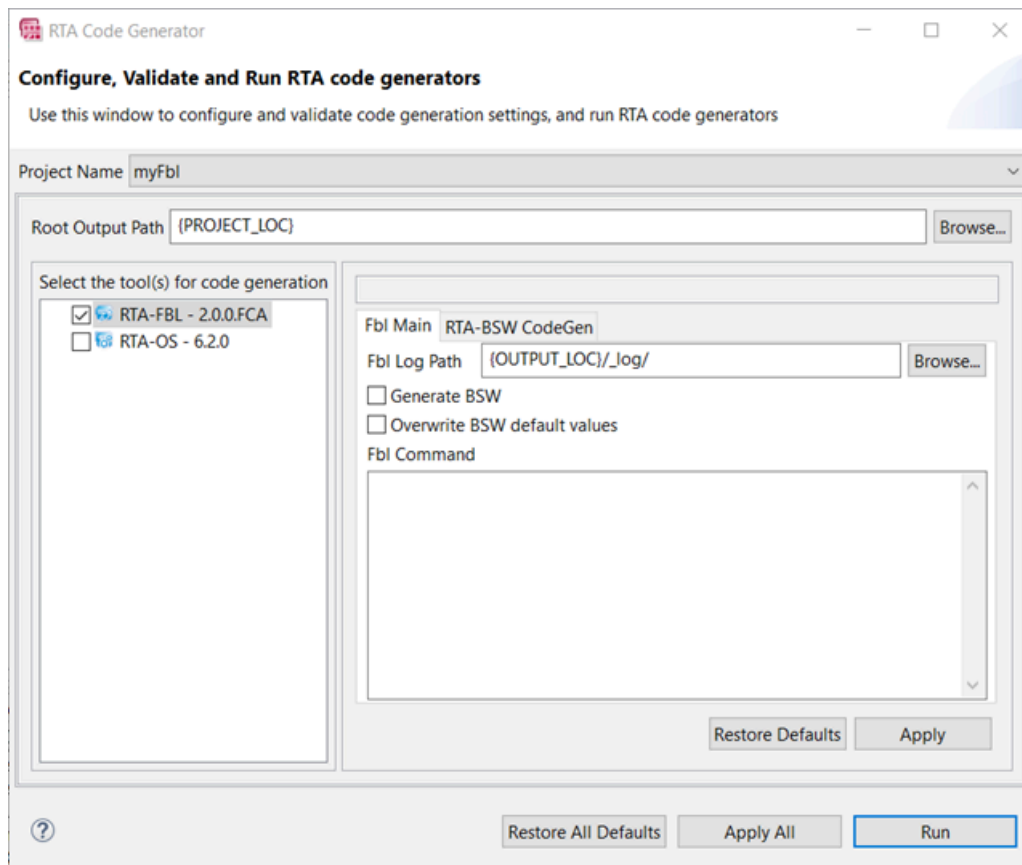 RTA Code Generator
Configure, Validate and Run RTA code generators
Use this window to configure and validate code generation settings, and run RTA code generators
Project Name myFbl
Root Output Path {PROJECT_LOC} Browse...
Select the tool(s) for code generation
RTA-FBL - 2.0.0.FCA
RTA-OS - 6.2.0
Fbl Main RTA-BSW CodeGen
Fbl Log Path {OUTPUT_LOC}/_log/ Browse...
Generate BSW
Overwrite BSW default values
Fbl Command
Restore Defaults Apply
? Restore All Defaults Apply All Run